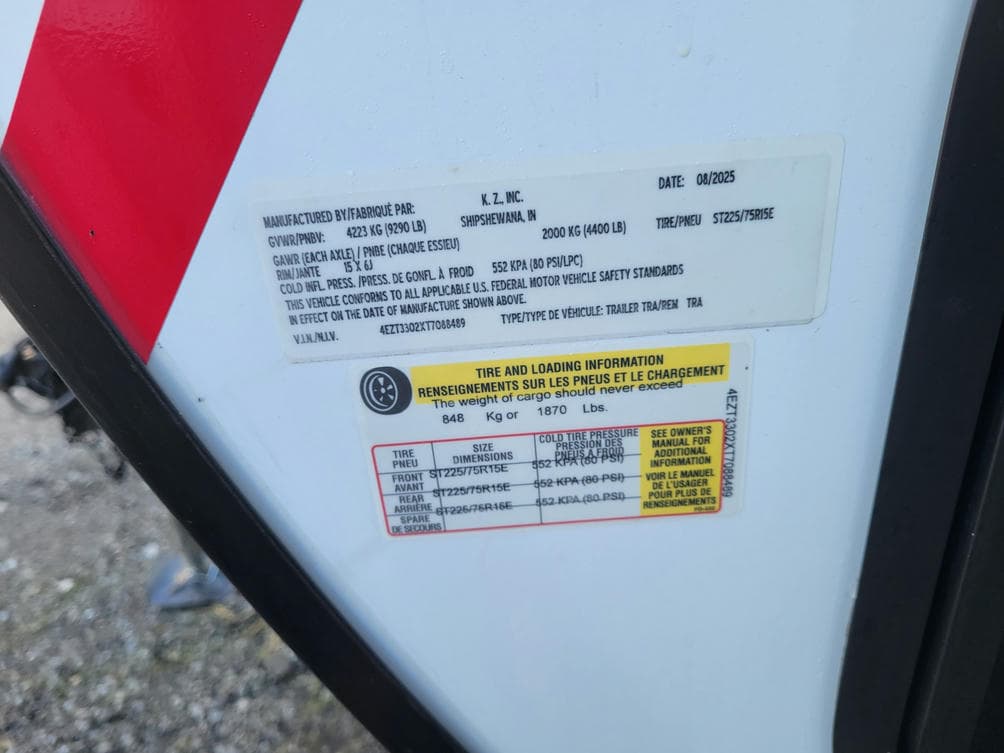 DATE: 08/2025
MANUFACTURED BY/FABRIQUÉ PAR: K. Z., INC.
GVWR/PNBV: 4223 KG (9290 LB) SHIPSHEWANA, IN
GAWR (EACH AXLE) / PNBE (CHAQUE ESSIEU) 2000 KG (4400 LB) TIRE/PNEU ST225/75R15E
RIM/JANTE 15 X 6J
COLD INFL. PRESS. /PRESS. DE GONFL. À FROID 552 KPA (80 PSI/LPC)
THIS VEHICLE CONFORMS TO ALL APPLICABLE U.S. FEDERAL MOTOR VEHICLE SAFETY STANDARDS
IN EFFECT ON THE DATE OF MANUFACTURE SHOWN ABOVE.
V.I.N./N.I.V. 4EZT3302XT7088489 TYPE/TYPE DE VÉHICULE: TRAILER TRA/REM TRA
TIRE AND LOADING INFORMATION
RENSEIGNEMENTS SUR LES PNEUS ET LE CHARGEMENT
The weight of cargo should never exceed
848 Kg or 1870 Lbs.
TIRE
PNEU
SIZE
DIMENSIONS
COLD TIRE PRESSURE
PRESSION DES
PNEUS A FROID
FRONT
AVANT
ST225/75R15E
552 KPA (80 PSI)
REAR
ARRIÈRE
ST225/75R15E
552 KPA (80 PSI)
SPARE
DE SECOURS
ST225/75R15E
552 KPA (80 PSI)
SEE OWNER'S
MANUAL FOR
ADDITIONAL
INFORMATION
VOIR LE MANUEL
DE L'USAGER
POUR PLUS DE
RENSEIGNEMENTS
4EZT3302XT7088489